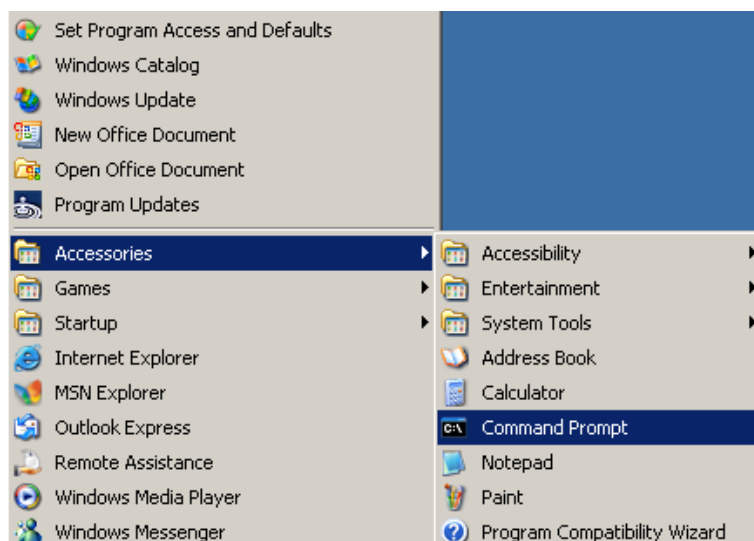 Set Program Access and Defaults
Windows Catalog
Windows Update
New Office Document
Open Office Document
Program Updates
Accessories
Games
Startup
Internet Explorer
MSN Explorer
Outlook Express
Remote Assistance
Windows Media Player
Windows Messenger
Accessibility
Entertainment
System Tools
Address Book
Calculator
C:\
Command Prompt
Notepad
Paint
Program Compatibility Wizard